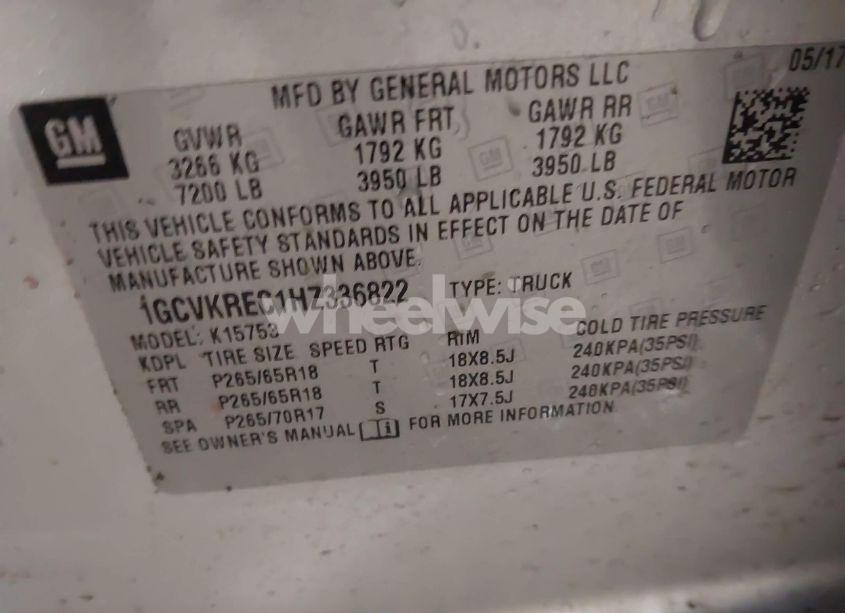 05/17
MFD BY GENERAL MOTORS LLC
GM
GVWR GAWR FRT GAWR RR
3266 KG 1792 KG 1792 KG
7200 LB 3950 LB 3950 LB
THIS VEHICLE CONFORMS TO ALL APPLICABLE U.S. FEDERAL MOTOR
VEHICLE SAFETY STANDARDS IN EFFECT ON THE DATE OF
MANUFACTURE SHOWN ABOVE.
1GCVKREC1HZ336822 TYPE: TRUCK
wheelwise
MODEL: K15753
KDPL TIRE SIZE SPEED RTG RIM COLD TIRE PRESSURE
FRT P265/65R18 T 18X8.5J 240KPA(35PSI)
RR P265/65R18 T 18X8.5J 240KPA(35PSI)
SPA P265/70R17 S 17X7.5J 240KPA(35PSI)
SEE OWNER'S MANUAL FOR MORE INFORMATION